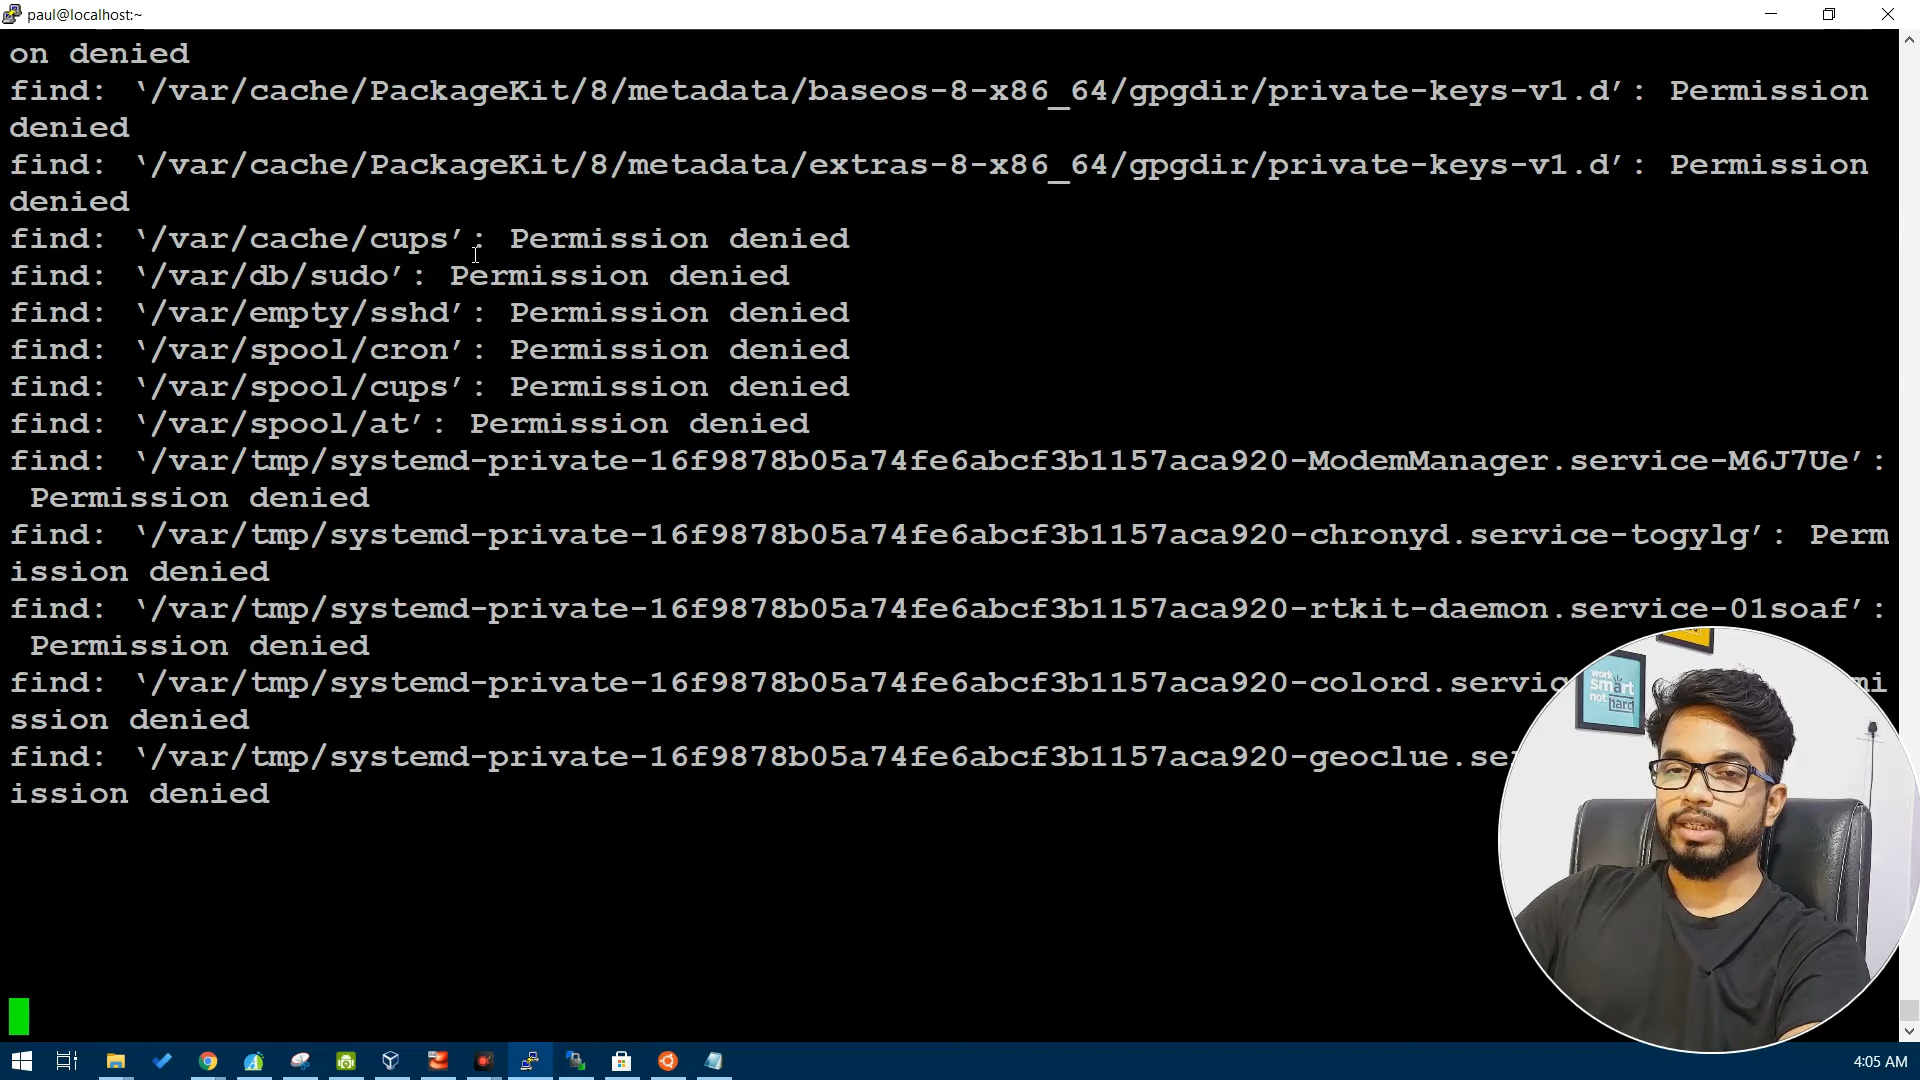 paul@localhost:~
on denied
find: ‘/var/cache/PackageKit/8/metadata/baseos-8-x86_64/gpgdir/private-keys-v1.d’: Permission
denied
find: ‘/var/cache/PackageKit/8/metadata/extras-8-x86_64/gpgdir/private-keys-v1.d’: Permission
denied
find: ‘/var/cache/cups’: Permission denied
find: ‘/var/db/sudo’: Permission denied
find: ‘/var/empty/sshd’: Permission denied
find: ‘/var/spool/cron’: Permission denied
find: ‘/var/spool/cups’: Permission denied
find: ‘/var/spool/at’: Permission denied
find: ‘/var/tmp/systemd-private-16f9878b05a74fe6abcf3b1157aca920-ModemManager.service-M6J7Ue’:
Permission denied
find: ‘/var/tmp/systemd-private-16f9878b05a74fe6abcf3b1157aca920-chronyd.service-togylg’: Perm
ission denied
find: ‘/var/tmp/systemd-private-16f9878b05a74fe6abcf3b1157aca920-rtkit-daemon.service-01soaf’:
Permission denied
find: ‘/var/tmp/systemd-private-16f9878b05a74fe6abcf3b1157aca920-colord.servic mi
ssion denied
find: ‘/var/tmp/systemd-private-16f9878b05a74fe6abcf3b1157aca920-geoclue.se
ission denied
work
smart
not
hard
4:05 AM